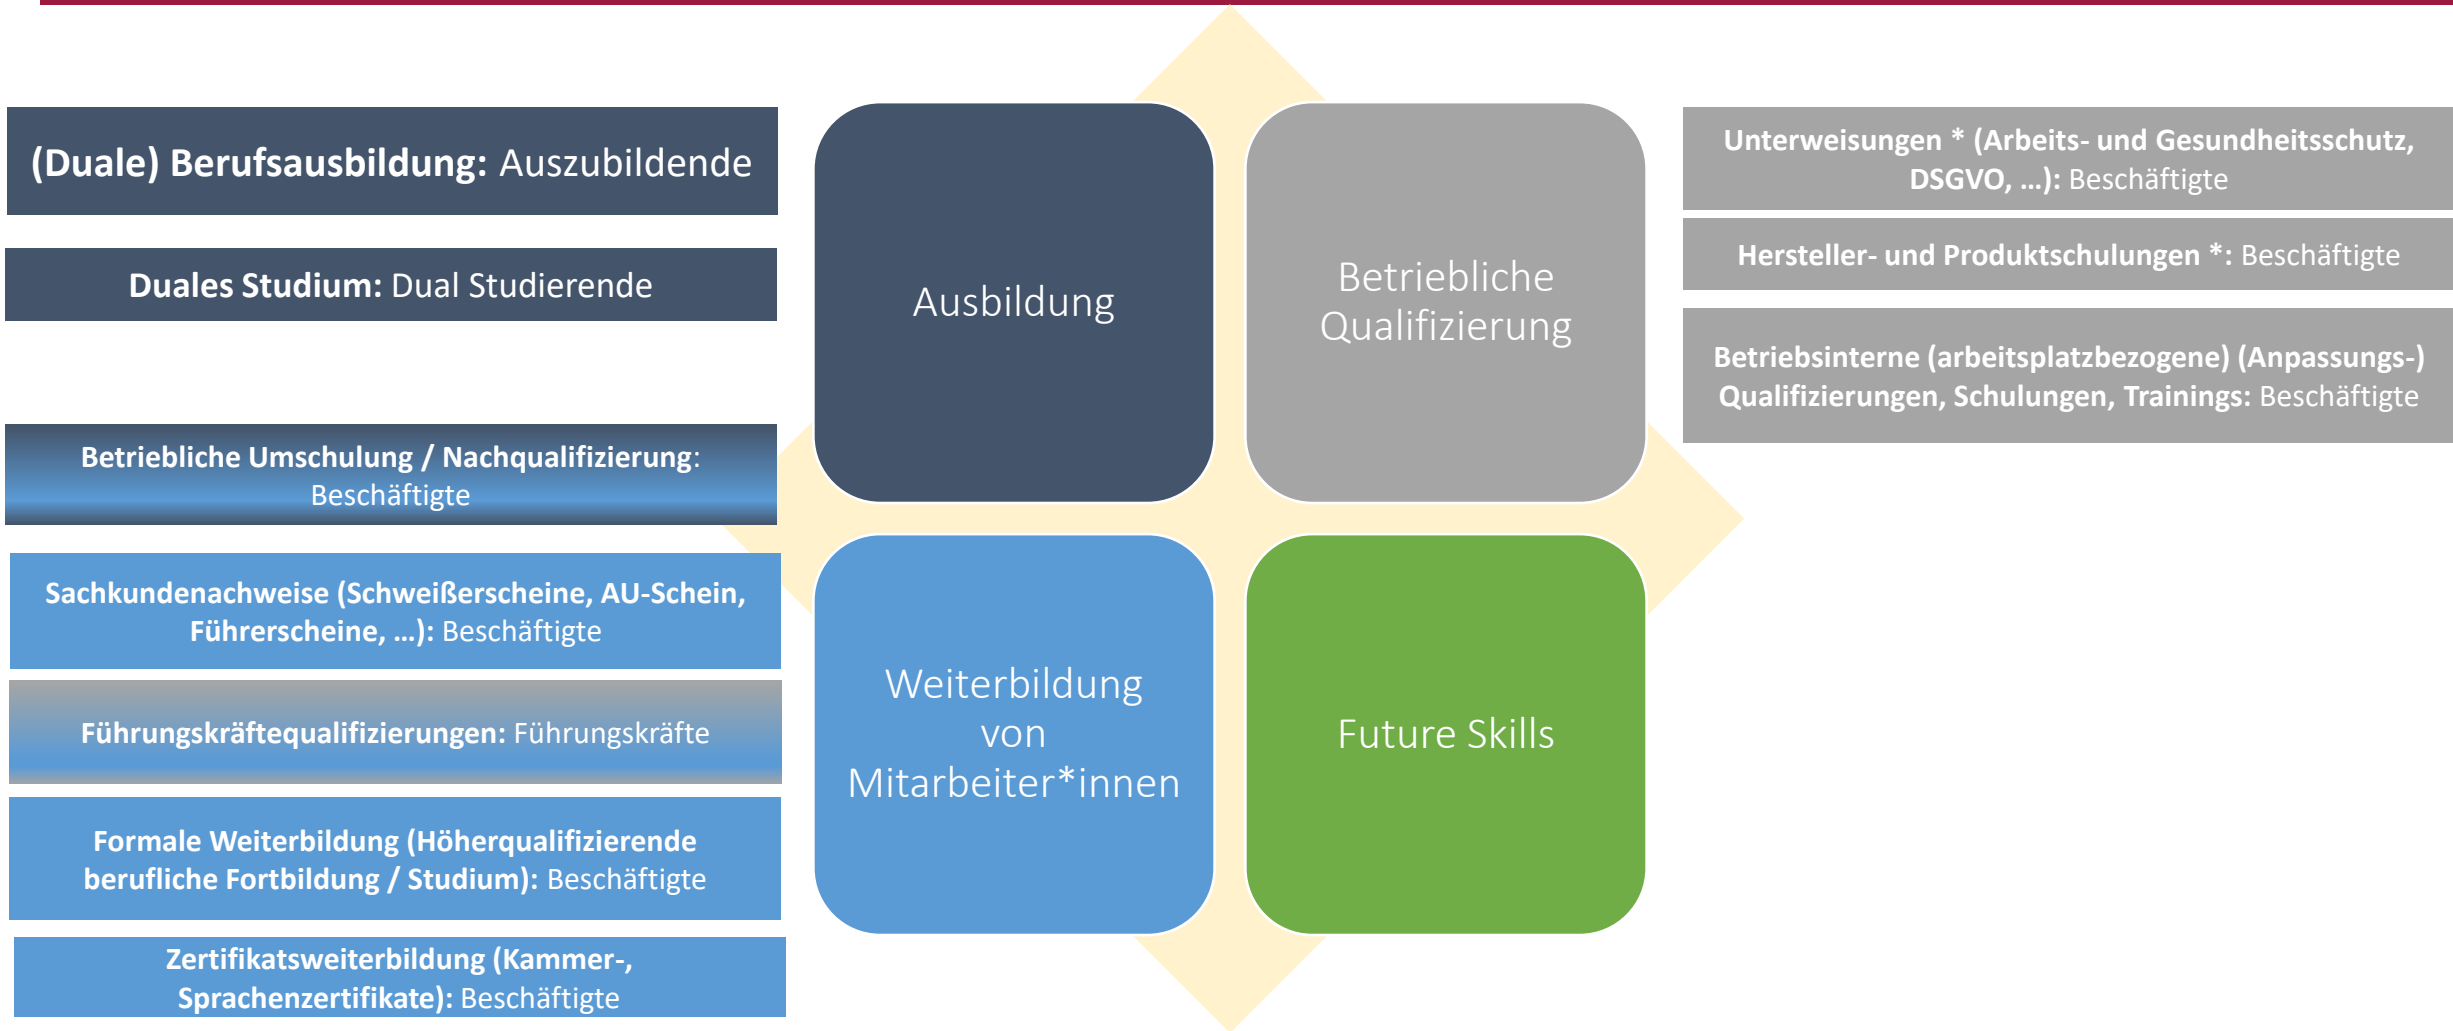 (Duale) Berufsausbildung: Auszubildende
Duales Studium: Dual Studierende
Betriebliche Umschulung / Nachqualifizierung:
Beschäftigte
Sachkundenachweise (Schweißerscheine, AU-Schein,
Führerscheine, …): Beschäftigte
Führungskräftequalifizierungen: Führungskräfte
Formale Weiterbildung (Höherqualifizierende
berufliche Fortbildung / Studium): Beschäftigte
Zertifikatsweiterbildung (Kammer-,
Sprachenzertifikate): Beschäftigte
Ausbildung
Betriebliche
Qualifizierung
Weiterbildung
von
Mitarbeiter*innen
Future Skills
Unterweisungen * (Arbeits- und Gesundheitsschutz,
DSGVO, …): Beschäftigte
Hersteller- und Produktschulungen *: Beschäftigte
Betriebsinterne (arbeitsplatzbezogene) (Anpassungs-)
Qualifizierungen, Schulungen, Trainings: Beschäftigte